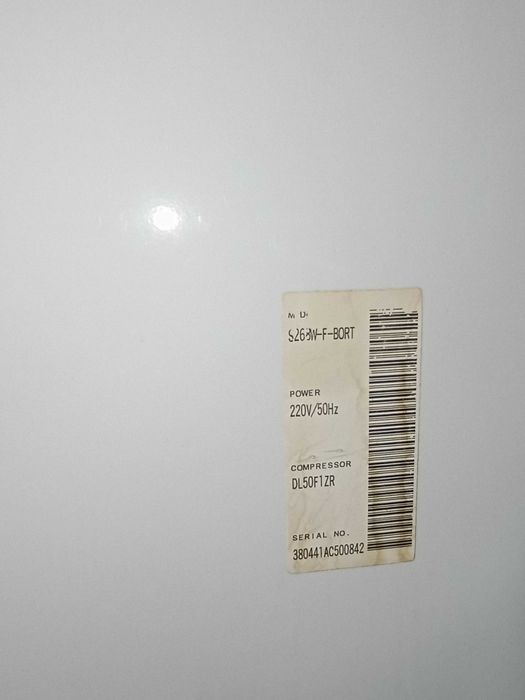 S263W-F-BORT
POWER
220V/50Hz
COMPRESSOR
DL50F1ZR
SERIAL NO.
380441AC500842